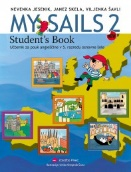 NEVENKA JESENIK, JANEZ SKELA, VILJENKA ŠAVLI
MY SAILS 2
Student's Book
Učbenik za pouk angleščine v 5. razredu osnovne šole